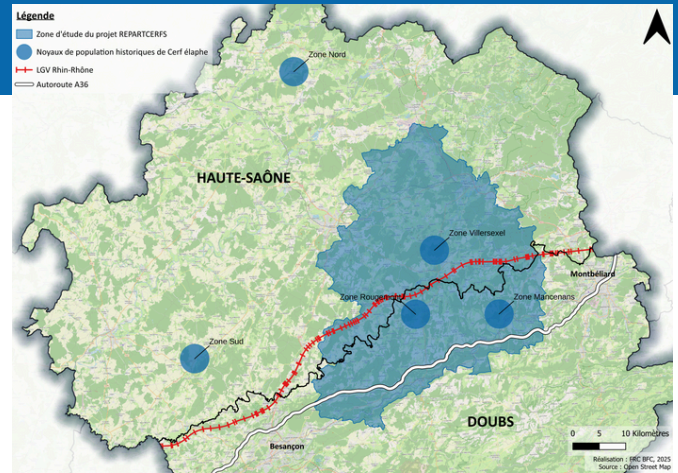 Légende
Zone d'étude du projet REPARTCERFS
Noyaux de population historiques de Cerf élaphe
LGV Rhin-Rhône
Autoroute A36
Zone Nord
HAUTE-SAÔNE
Zone Villersexel
Montbéliard
Zone Rougemont
Zone Mancenans
Zone Sud
DOUBS
Besançon
0 5 10 Kilomètres
Réalisation : FRC BFC, 2025
Source : Open Street Map